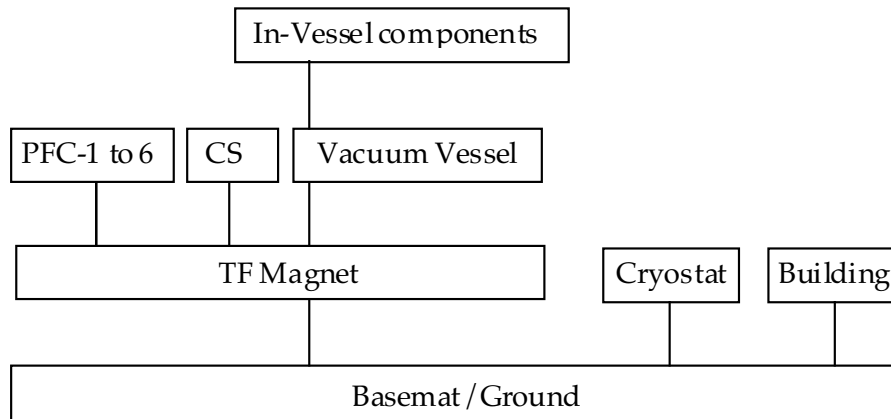 In-Vessel components
PFC-1 to 6
CS
Vacuum Vessel
TF Magnet
Cryostat
Building
Basemat/Ground